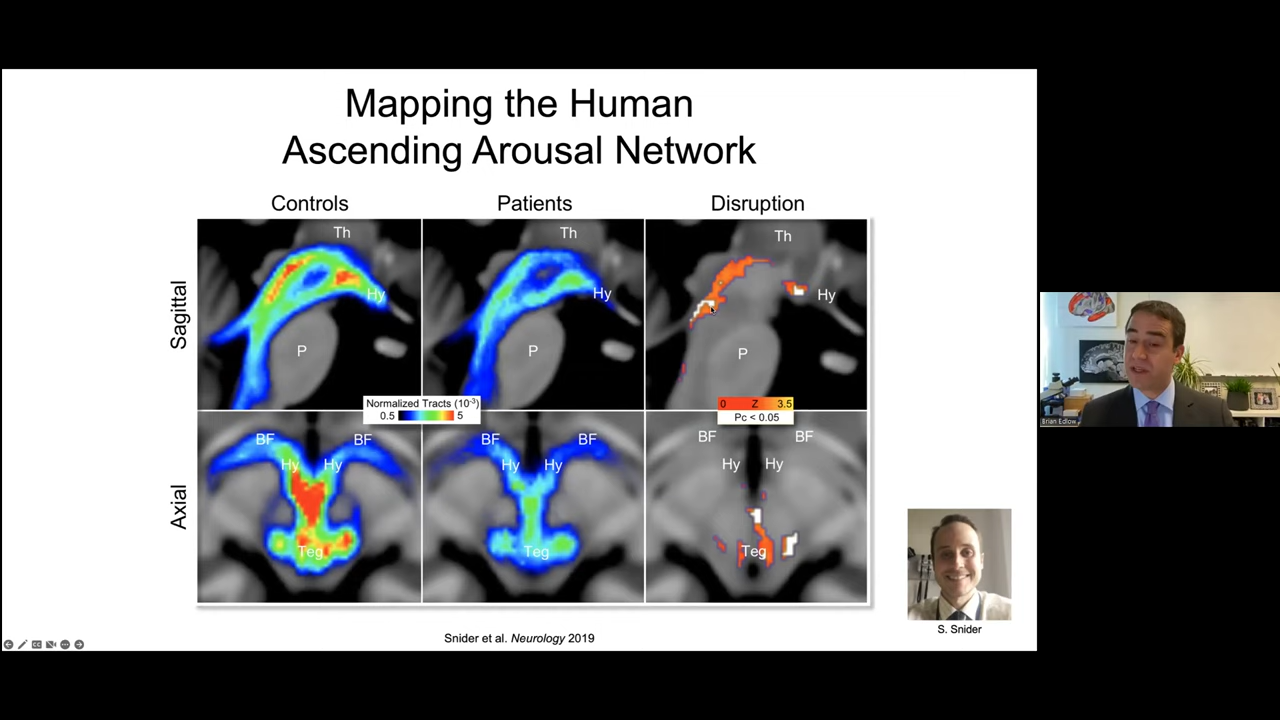 Mapping the Human
Ascending Arousal Network
Controls
Patients
Disruption
Sagittal
Th
Hy
P
Th
Hy
P
Th
Hy
P
Normalized Tracts (10-3)
0.5 5
0 Z 3.5
Pc < 0.05
Axial
BF BF
Hy Hy
Teg
BF BF
Hy Hy
Teg
BF BF
Hy Hy
Teg
S. Snider
Snider et al. Neurology 2019
Brian Edlow